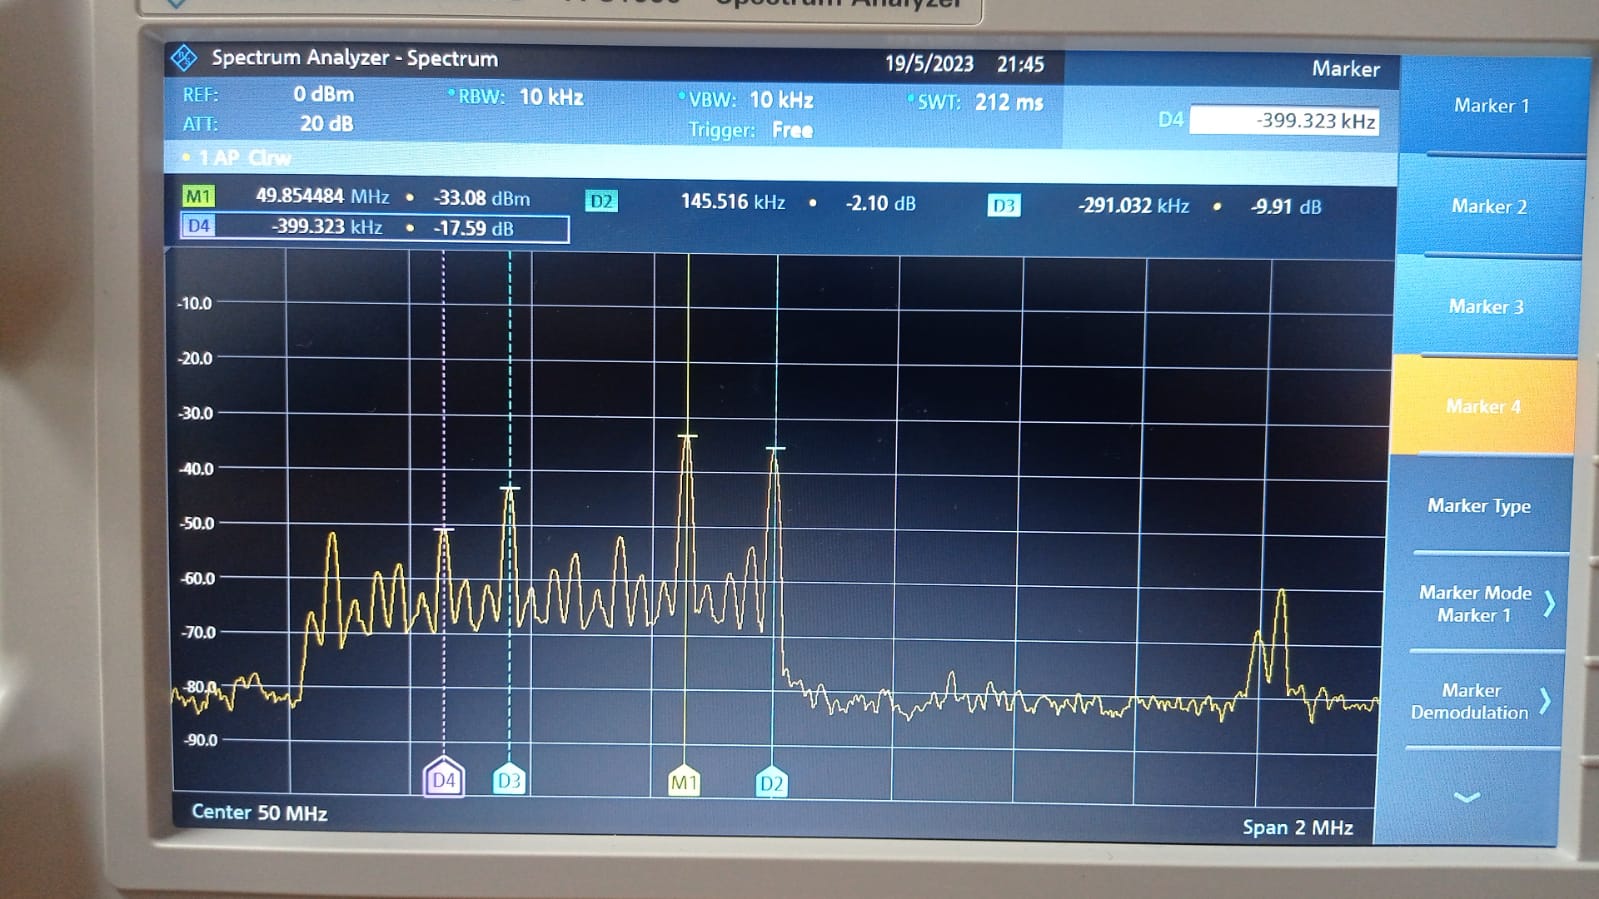 Spectrum Analyzer
Spectrum Analyzer - Spectrum 19/5/2023 21:45 Marker
REF: 0 dBm RBW: 10 kHz VBW: 10 kHz SWT: 212 ms
ATT: 20 dB Trigger: Free
D4 -399.323 kHz
1 AP Clrw
M1 49.854484 MHz • -33.08 dBm D2 145.516 kHz • -2.10 dB D3 -291.032 kHz • -9.91 dB
D4 -399.323 kHz • -17.59 dB
-10.0
-20.0
-30.0
-40.0
-50.0
-60.0
-70.0
-80.0
-90.0
D4 D3 M1 D2
Center 50 MHz Span 2 MHz
Marker 1
Marker 2
Marker 3
Marker 4
Marker Type
Marker Mode
Marker 1
Marker
Demodulation